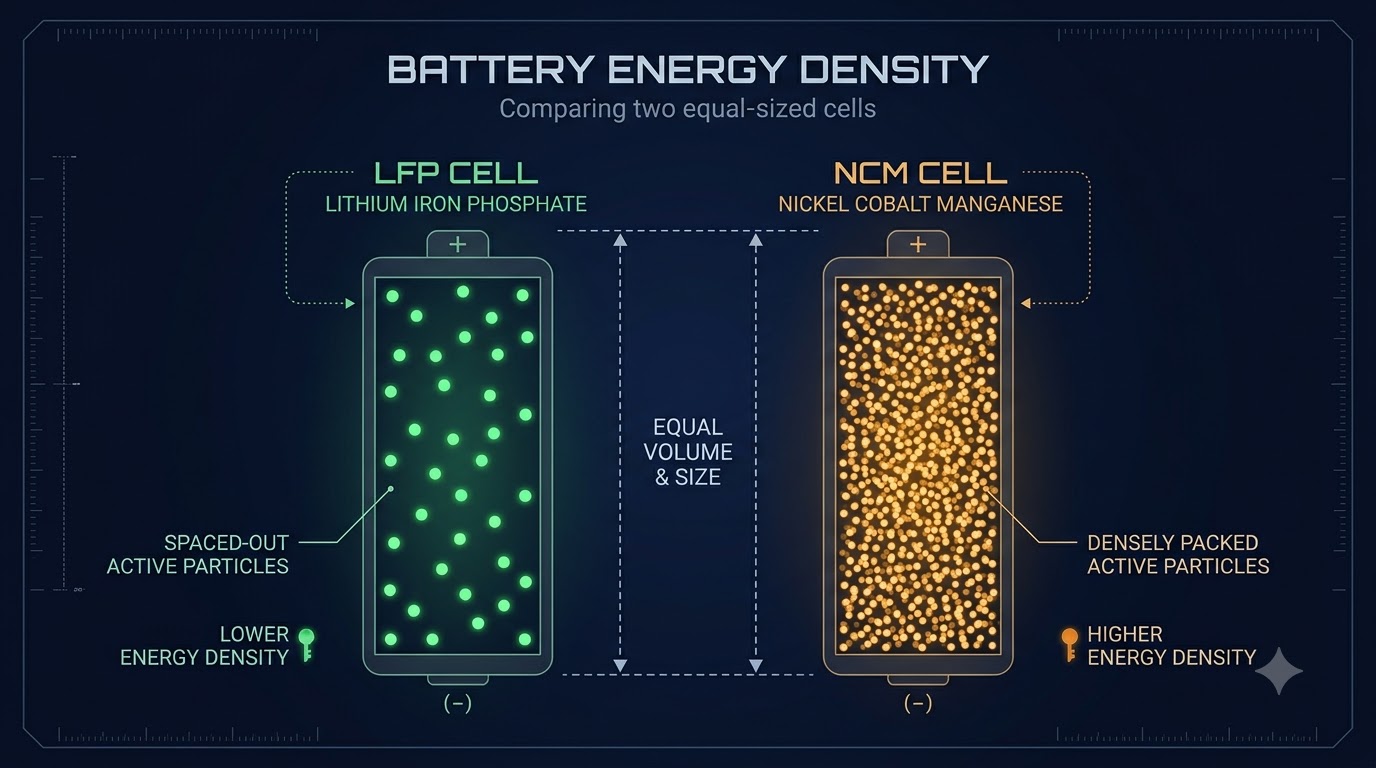 BATTERY ENERGY DENSITY
Comparing two equal-sized cells
LFP CELL
LITHIUM IRON PHOSPHATE
NCM CELL
NICKEL COBALT MANGANESE
+
+
EQUAL
VOLUME
& SIZE
SPACED-OUT
ACTIVE PARTICLES
DENSELY PACKED
ACTIVE PARTICLES
LOWER
ENERGY DENSITY
HIGHER
ENERGY DENSITY
(-)
(-)